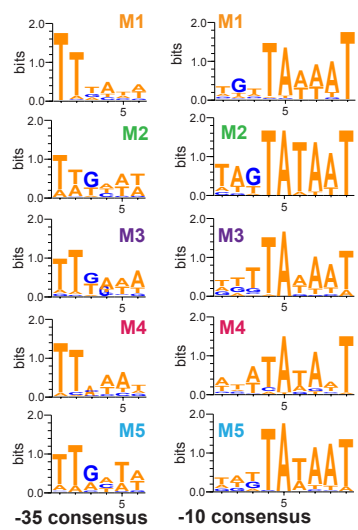 M1
bits
2.0
1.0
0.0
T T
5
M1
bits
2.0
1.0
0.0
G T A A A A T
5
M2
bits
2.0
1.0
0.0
T T G A A T
5
M2
bits
2.0
1.0
0.0
T A G T A T A A T
5
M3
bits
2.0
1.0
0.0
T T G A A A
5
M3
bits
2.0
1.0
0.0
T T T T A A A A T
5
M4
bits
2.0
1.0
0.0
T T A A
5
M4
bits
2.0
1.0
0.0
A T A T A T
5
M5
bits
2.0
1.0
0.0
T T G A T A
5
M5
bits
2.0
1.0
0.0
T A G T A T A A T
5
-35 consensus
-10 consensus